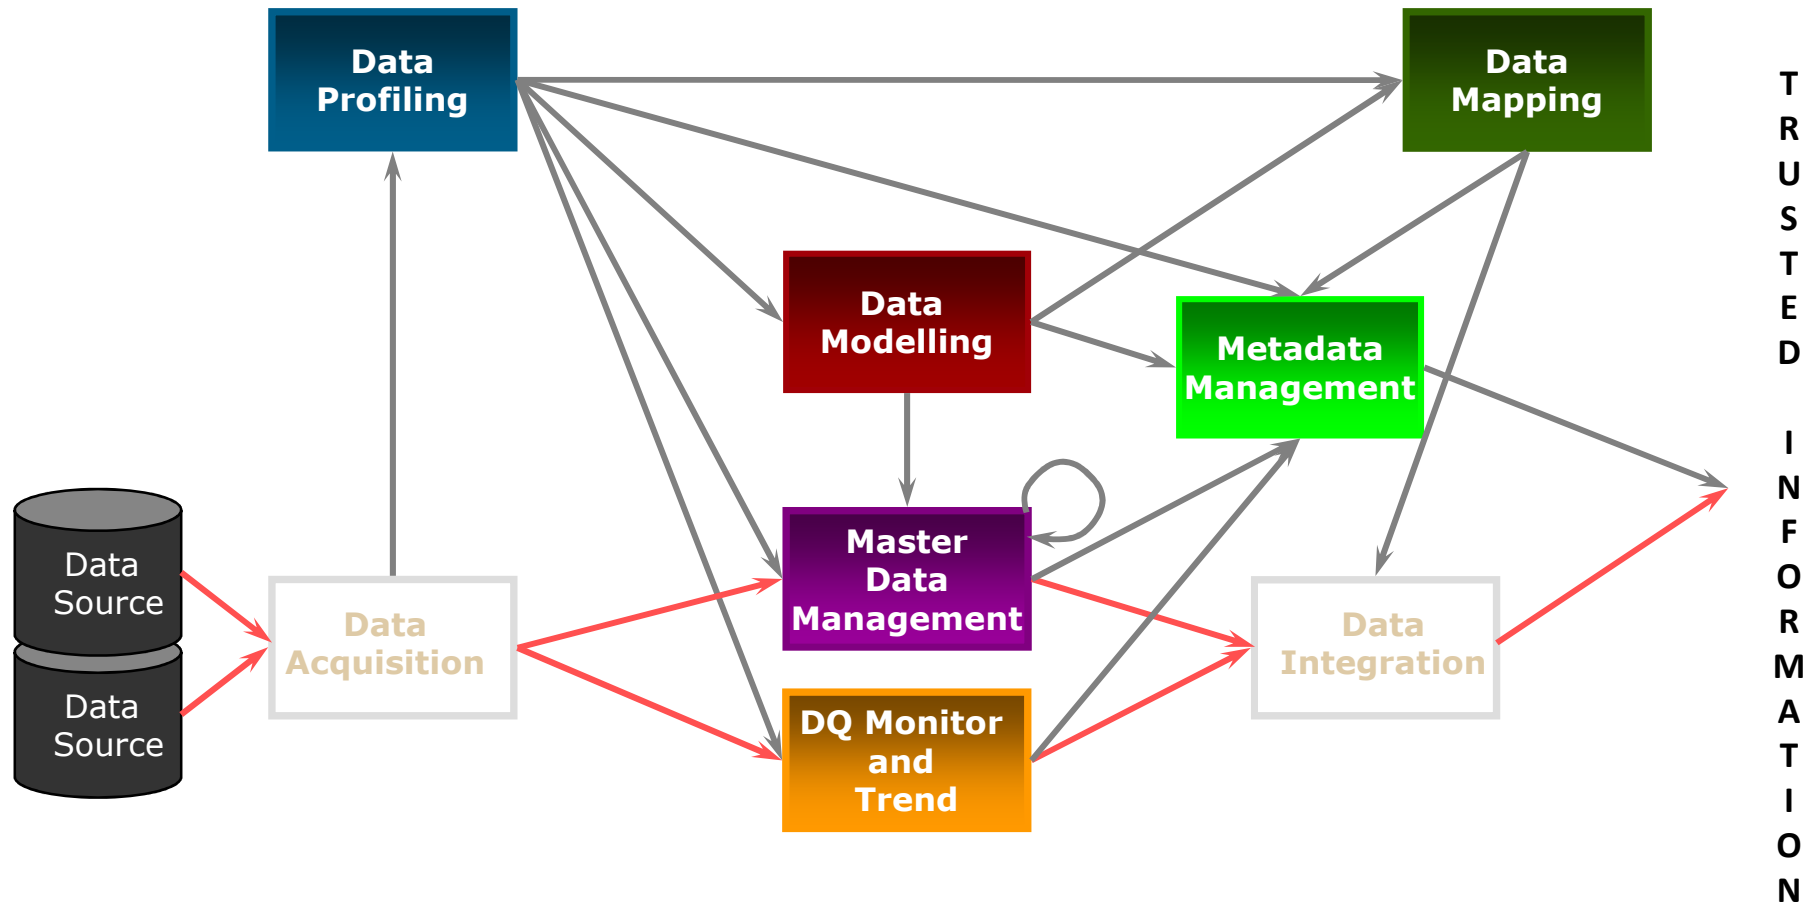 Data
Profiling
Data
Mapping
Data
Modelling
Metadata
Management
Data
Source
Data
Source
Data
Acquisition
Master
Data
Management
DQ Monitor
and
Trend
Data
Integration
T
R
U
S
T
E
D
I
N
F
O
R
M
A
T
I
O
N